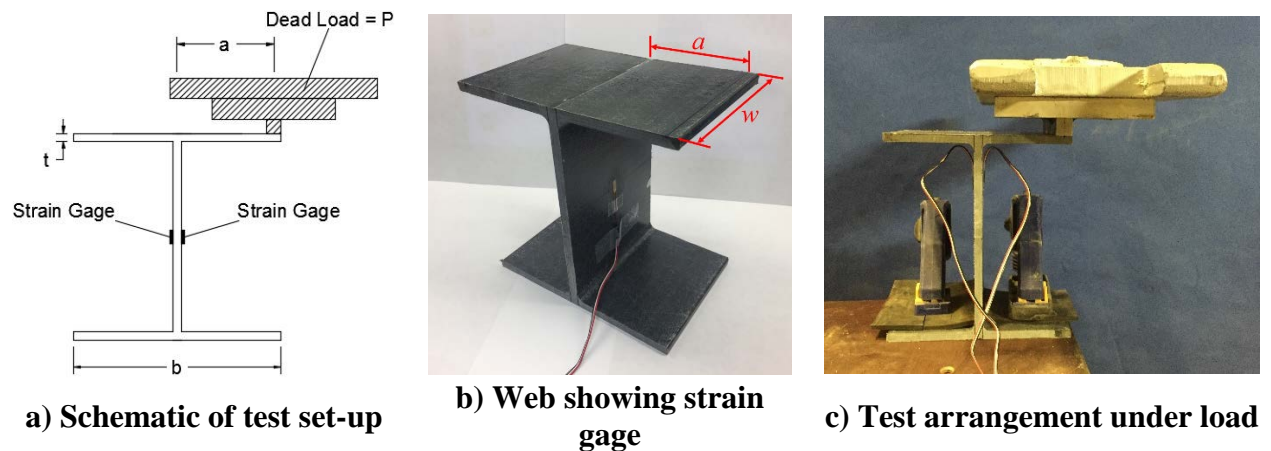 Dead Load = P
a
t
Strain Gage
Strain Gage
b
a) Schematic of test set-up
a
w
b) Web showing strain
gage
c) Test arrangement under load